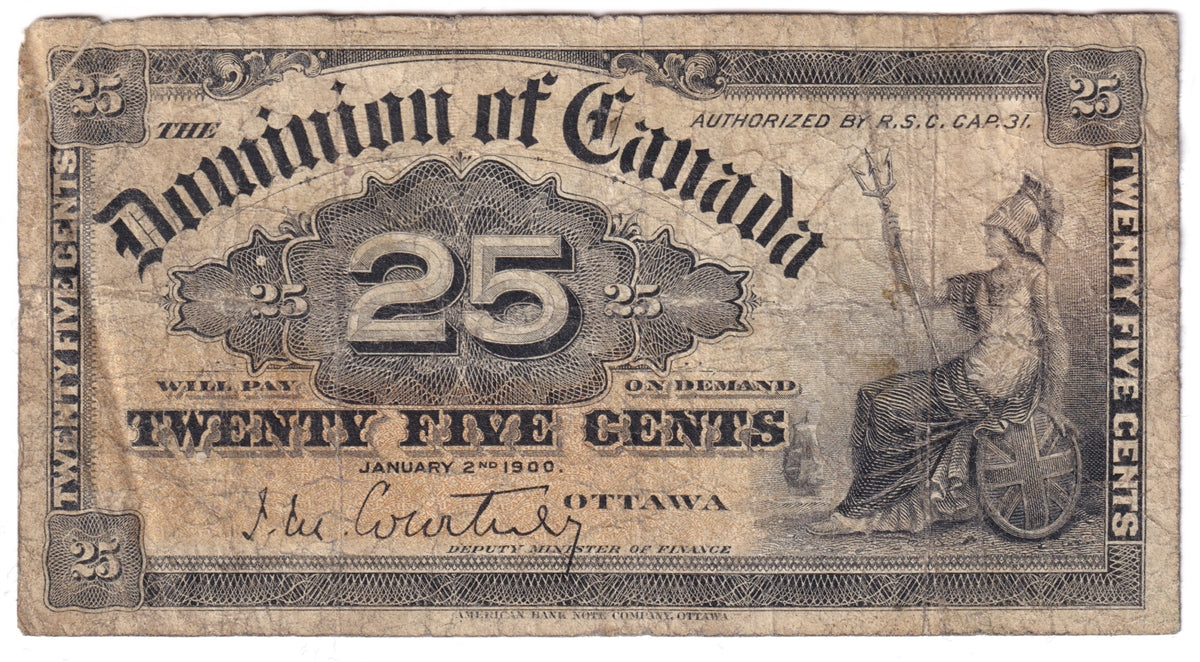 25
25
THE
Dominion of Canada
AUTHORIZED BY R.S.C. CAP. 31.
TWENTY FIVE CENTS
TWENTY FIVE CENTS
25
25
25
WILL PAY
ON DEMAND
TWENTY FIVE CENTS
JANUARY 2ND 1900.
J. M. Courtney
OTTAWA
DEPUTY MINISTER OF FINANCE
25
AMERICAN BANK NOTE COMPANY, OTTAWA